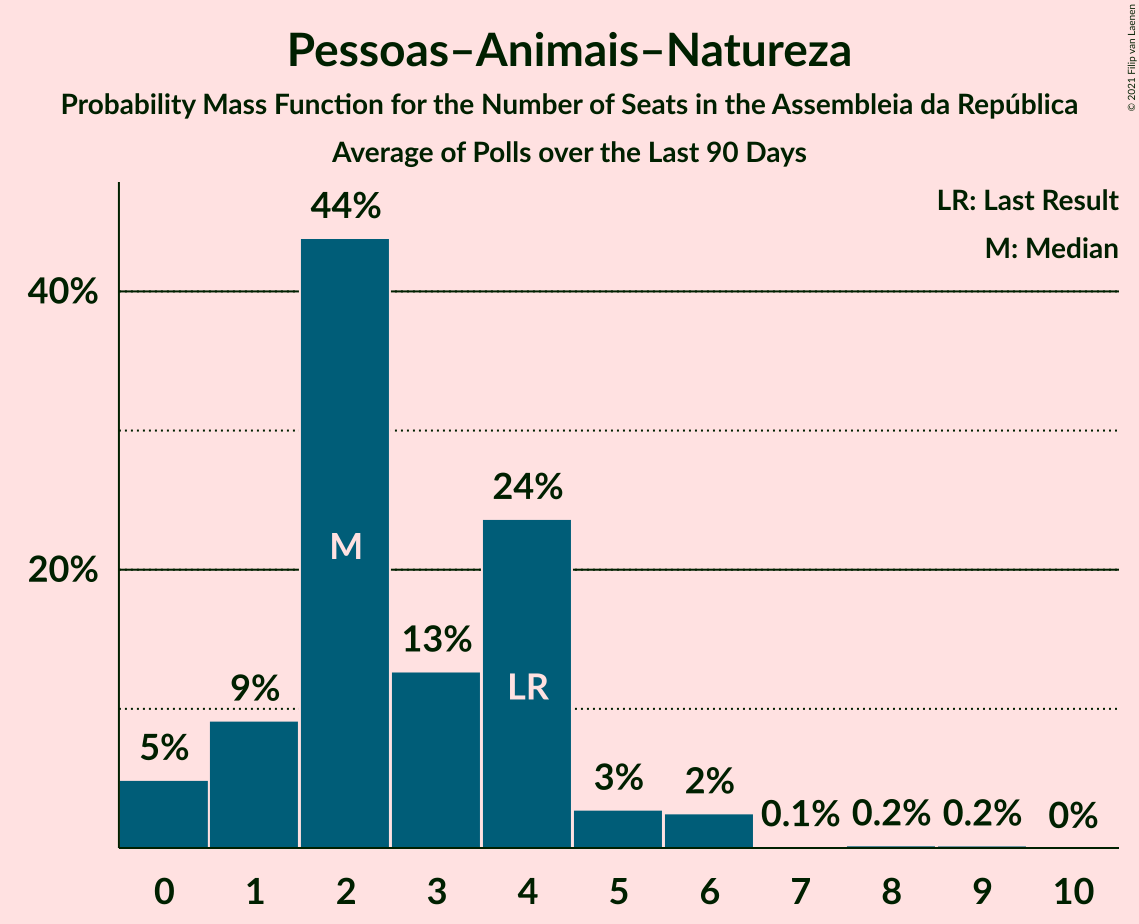 Pessoas–Animais–Natureza
Probability Mass Function for the Number of Seats in the Assembleia da República
Average of Polls over the Last 90 Days
© 2021 Filip van Laenen
LR: Last Result
M: Median
44%
40%
24%
M
20%
13%
LR
9%
5%
3%
2%
0.1%
0.2%
0.2%
0%
0 1 2 3 4 5 6 7 8 9 10